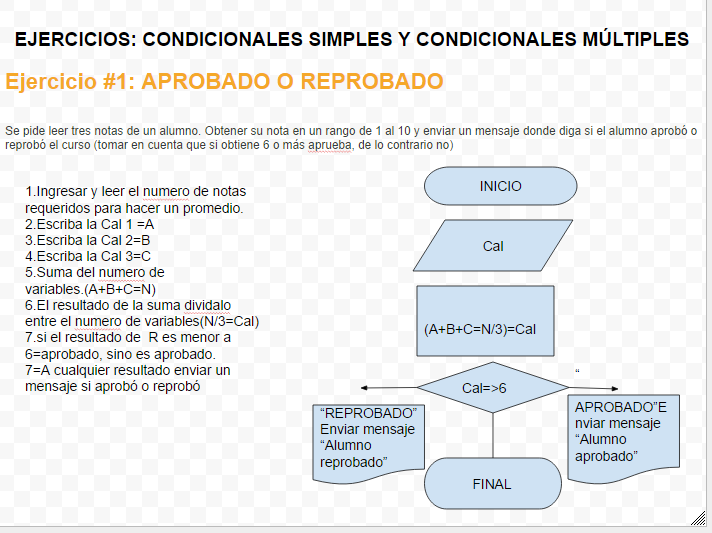 EJERCICIOS: CONDICIONALES SIMPLES Y CONDICIONALES MÚLTIPLES
Ejercicio #1: APROBADO O REPROBADO
Se pide leer tres notas de un alumno. Obtener su nota en un rango de 1 al 10 y enviar un mensaje donde diga si el alumno aprobó o
reprobó el curso (tomar en cuenta que si obtiene 6 o más aprueba, de lo contrario no)
1.Ingresar y leer el numero de notas
requeridos para hacer un promedio.
2.Escriba la Cal 1 =A
3.Escriba la Cal 2=B
4.Escriba la Cal 3=C
5.Suma del numero de
variables.(A+B+C=N)
6.El resultado de la suma dividalo
entre el numero de variables(N/3=Cal)
7.si el resultado de  R es menor a
6=aprobado, sino es aprobado.
7=A cualquier resultado enviar un
mensaje si aprobó o reprobó
INICIO
Cal
(A+B+C=N/3)=Cal
Cal=>6
“
“REPROBADO”
Enviar mensaje
“Alumno
reprobado”
APROBADO”E
nviar mensaje
“Alumno
aprobado”
FINAL